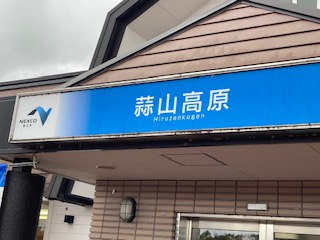 蒜山高原
Hiruzenkogen
NEXCO